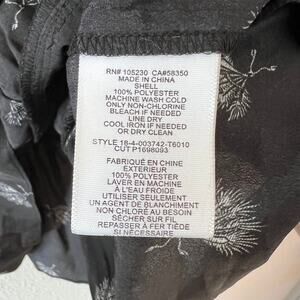 RN# 105230 CA#58350
MADE IN CHINA
SHELL
100% POLYESTER
MACHINE WASH COLD
ONLY NON-CHLORINE
BLEACH IF NEEDED
LINE DRY
COOL IRON IF NEEDED
OR DRY CLEAN
STYLE 18-4-003742-T6010
CUT P1698093
FABRIQUÉ EN CHINE
EXTERIEUR
100% POLYESTER
LAVER EN MACHINE
À L'EAU FROIDE
UTILISER SEULEMENT
UN AGENT DE BLANCHIMENT
NON CHLORÉ AU BESOIN
SÉCHER SUR FIL
REPASSER À FER TIÈDE
SI NÉCESSAIRE